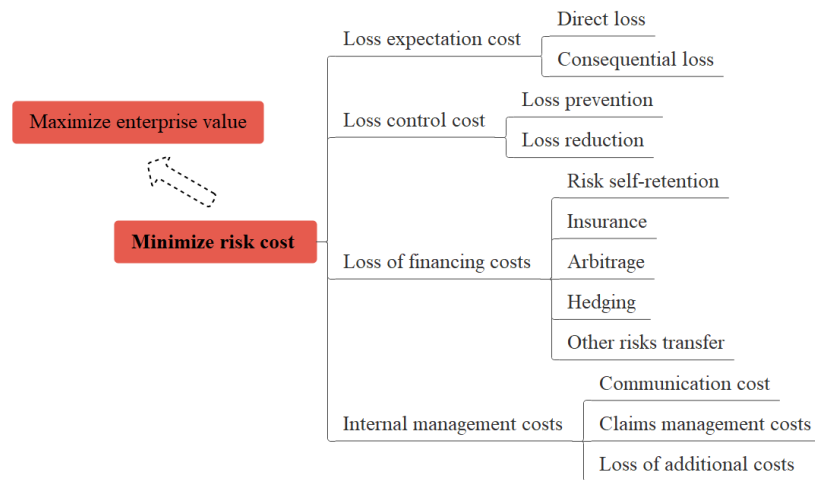 Maximize enterprise value
Minimize risk cost
Loss expectation cost
Direct loss
Consequential loss
Loss control cost
Loss prevention
Loss reduction
Loss of financing costs
Risk self-retention
Insurance
Arbitrage
Hedging
Other risks transfer
Internal management costs
Communication cost
Claims management costs
Loss of additional costs